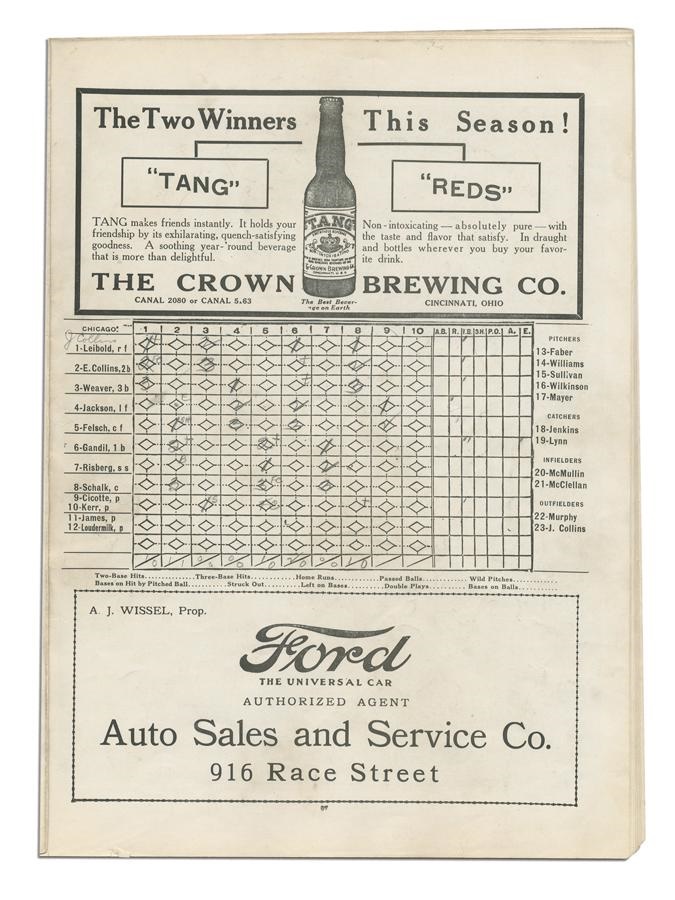 The Two Winners This Season!
"TANG"
"REDS"
TANG makes friends instantly. It holds your
friendship by its exhilarating, quench-satisfying
goodness. A soothing year-'round beverage
that is more than delightful.
TANG
Non-intoxicating — absolutely pure — with
the taste and flavor that satisfy. In draught
and bottles wherever you buy your favor-
ite drink.
THE CROWN BREWING CO.
CANAL 2080 or CANAL 5163
The Best Bever-
age on Earth
CINCINNATI, OHIO
CHICAGO. 1 2 3 4 5 6 7 8 9 10 A.B. R. 1.B. S.H. P.O. A. E.
J Collins
1-Leibold, r f
2-E.Collins, 2 b
3-Weaver, 3 b
4-Jackson, l f
5-Felsch, c f
6-Gandil, 1 b
7-Risberg, s s
8-Schalk, c
9-Cicotte, p
10-Kerr, p
11-James, p
12-Loudermilk, p
PITCHERS
13-Faber
14-Williams
15-Sullivan
16-Wilkinson
17-Mayer
CATCHERS
18-Jenkins
19-Lynn
INFIELDERS
20-McMullin
21-McClellan
OUTFIELDERS
22-Murphy
23-J. Collins
Two-Base Hits..............Three-Base Hits..........Home Runs..........Passed Balls..........Wild Pitches..........
Bases on Hit by Pitched Ball..........Struck Out..........Left on Bases..........Double Plays..........Bases on Balls..........
A. J. WISSEL, Prop.
Ford
THE UNIVERSAL CAR
AUTHORIZED AGENT
Auto Sales and Service Co.
916 Race Street